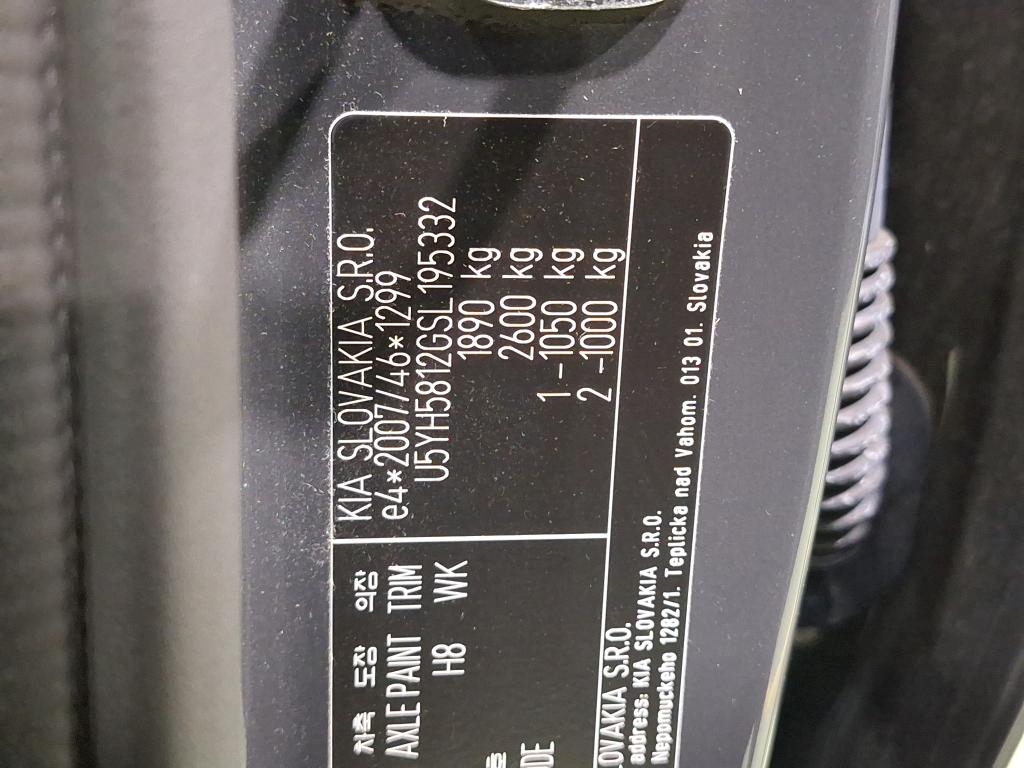 KIA SLOVAKIA S.R.O.
e4*2007/46*1299
U5YH5812GSL195332
1890 kg
2600 kg
1 -1050 kg
2 -1000 kg
차축 도장 의장
AXLE PAINT TRIM
H8 WK
SLOVAKIA S.R.O.
address: KIA SLOVAKIA S.R.O.
Nepomuckeho 1282/1. Teplicka nad Vahom. 013 01. Slovakia